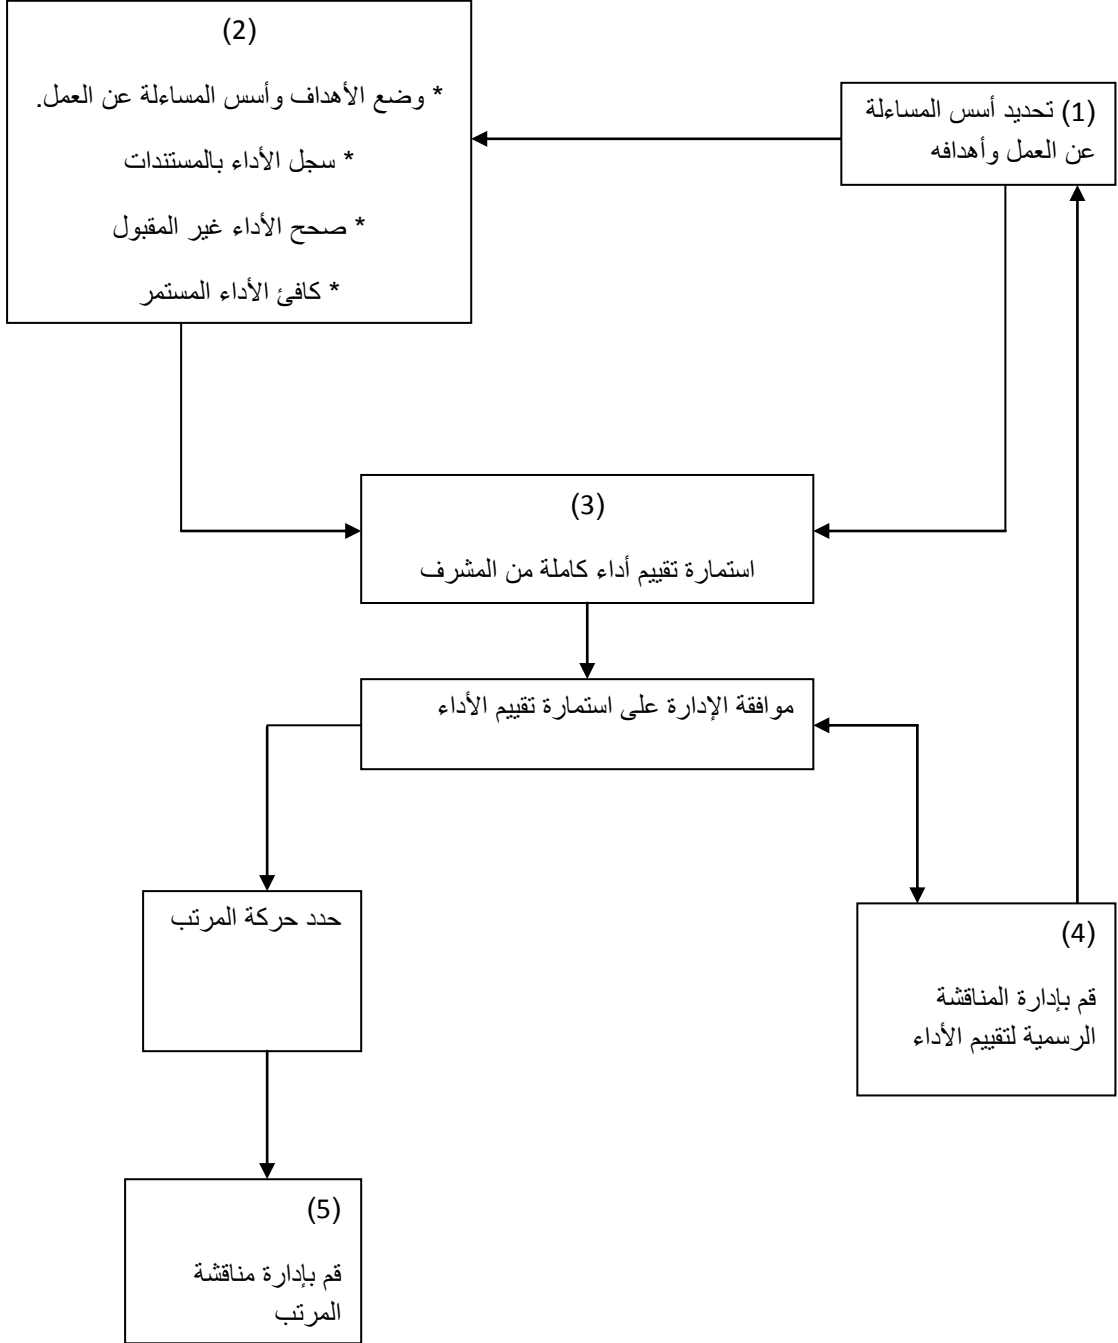 (1) تحديد أسس المساءلة
عن العمل وأهدافه
(2)
* وضع الأهداف وأسس المساءلة عن العمل.
* سجل الأداء بالمستندات
* صحح الأداء غير المقبول
* كافئ الأداء المستمر
(3)
استمارة تقييم أداء كاملة من المشرف
موافقة الإدارة على استمارة تقييم الأداء
حدد حركة المرتب
(4)
قم بإدارة المناقشة
الرسمية لتقييم الأداء
(5)
قم بإدارة مناقشة
المرتب